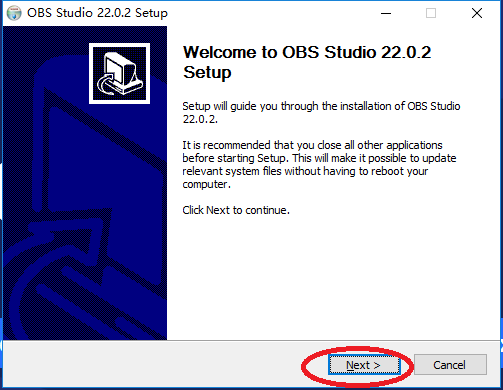 OBS Studio 22.0.2 Setup
Welcome to OBS Studio 22.0.2
Setup
Setup will guide you through the installation of OBS Studio
22.0.2.
It is recommended that you close all other applications
before starting Setup. This will make it possible to update
relevant system files without having to reboot your
computer.
Click Next to continue.
Next >
Cancel